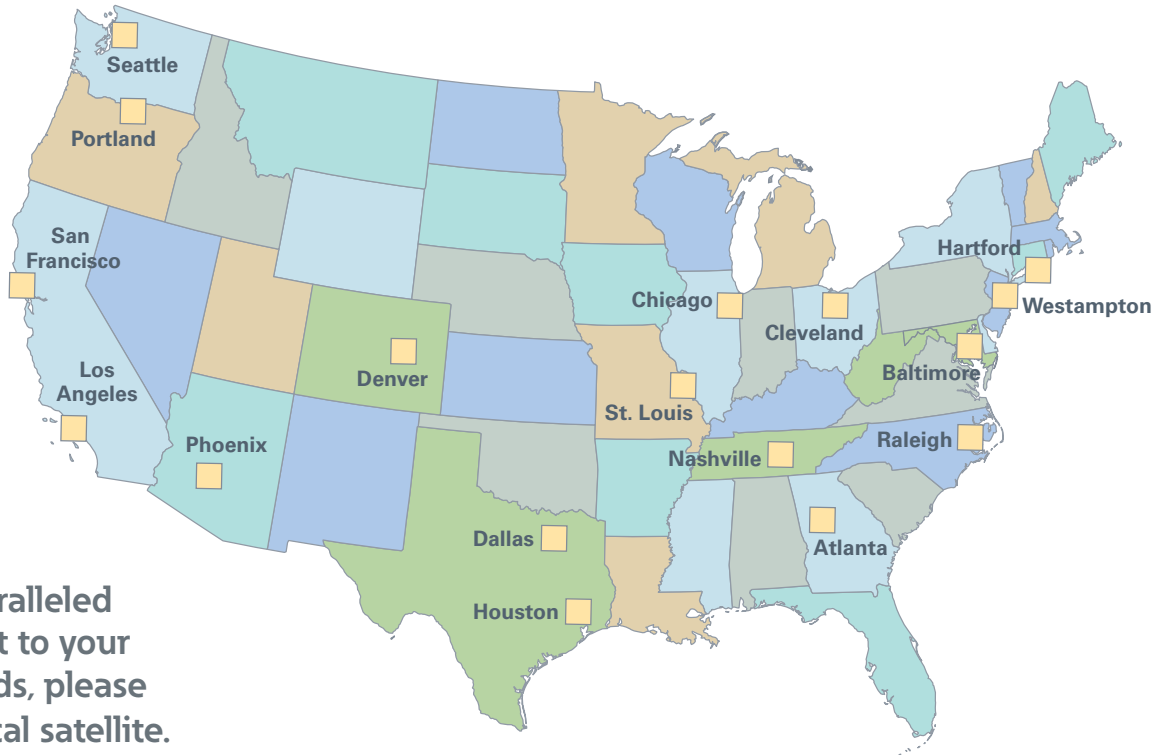 Seattle
Portland
San
Francisco
Los
Angeles
Phoenix
Denver
Dallas
Houston
Chicago
St. Louis
Nashville
Cleveland
Atlanta
Raleigh
Baltimore
Westampton
Hartford
ralleled
t to your
ds, please
al satellite.